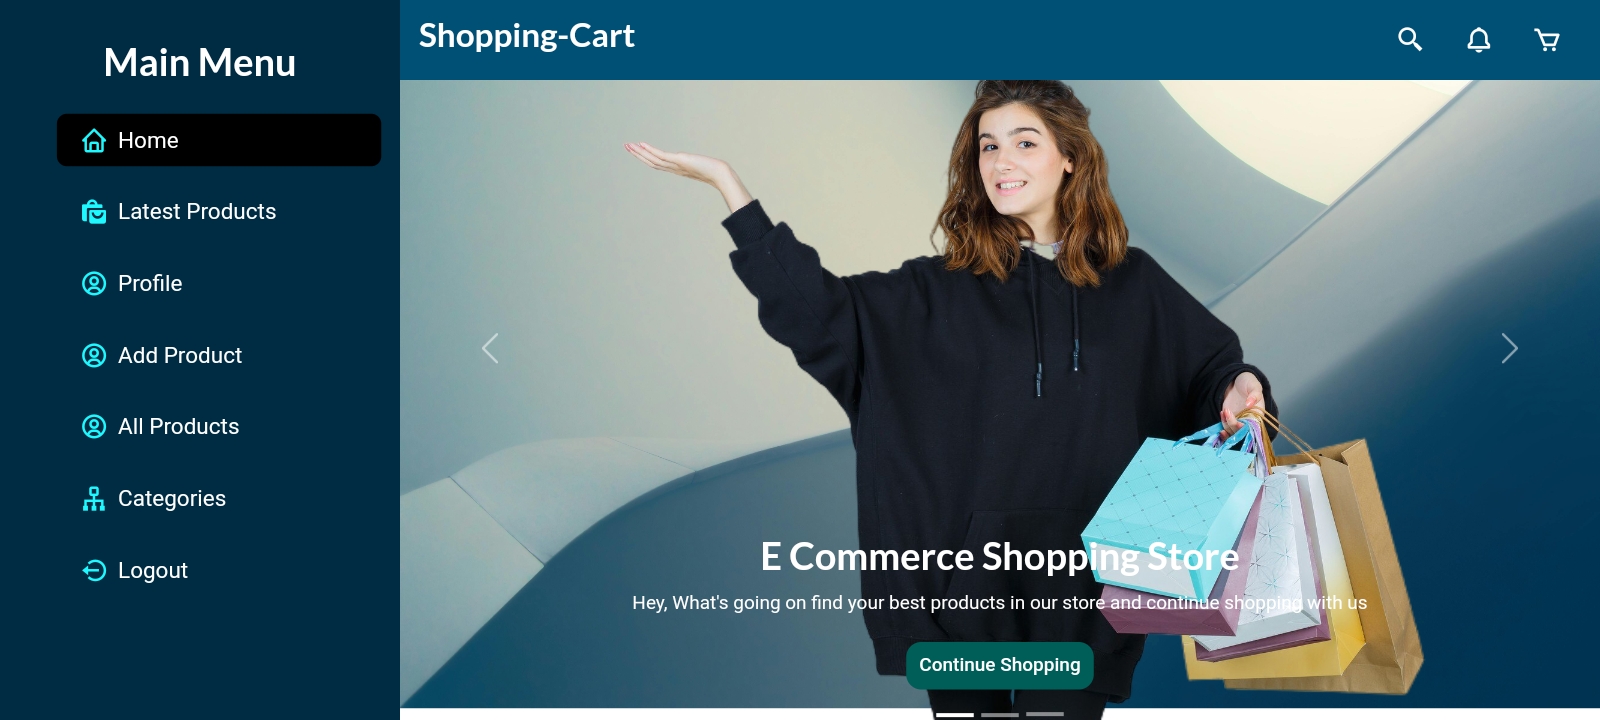 Main Menu
Home
Latest Products
Profile
Add Product
All Products
Categories
Logout
Shopping-Cart
E Commerce Shopping Store
Hey, What's going on find your best products in our store and continue shopping with us
Continue Shopping